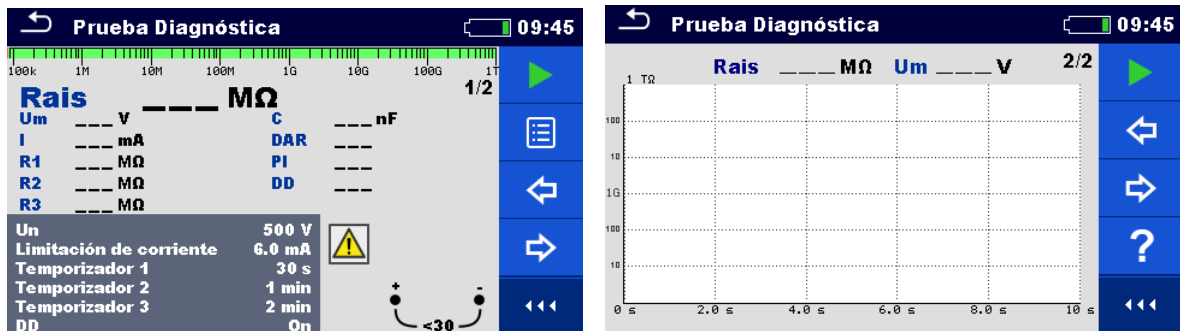 Prueba Diagnóstica 09:45
100k 1M 10M 100M 1G 10G 100G 1T
1/2
Rais ___ MΩ
Um ___ V C ___ nF
I ___ mA DAR ___
R1 ___ MΩ PI ___
R2 ___ MΩ DD ___
R3 ___ MΩ
Un 500 V
Limitación de corriente 6.0 mA
Temporizador 1 30 s
Temporizador 2 1 min
Temporizador 3 2 min
DD On
+ -
<30
Prueba Diagnóstica 09:45
Rais ___ MΩ Um ___ V 2/2
1 TΩ
100
10
1G
100
10
0 s 2.0 s 4.0 s 6.0 s 8.0 s 10 s
?